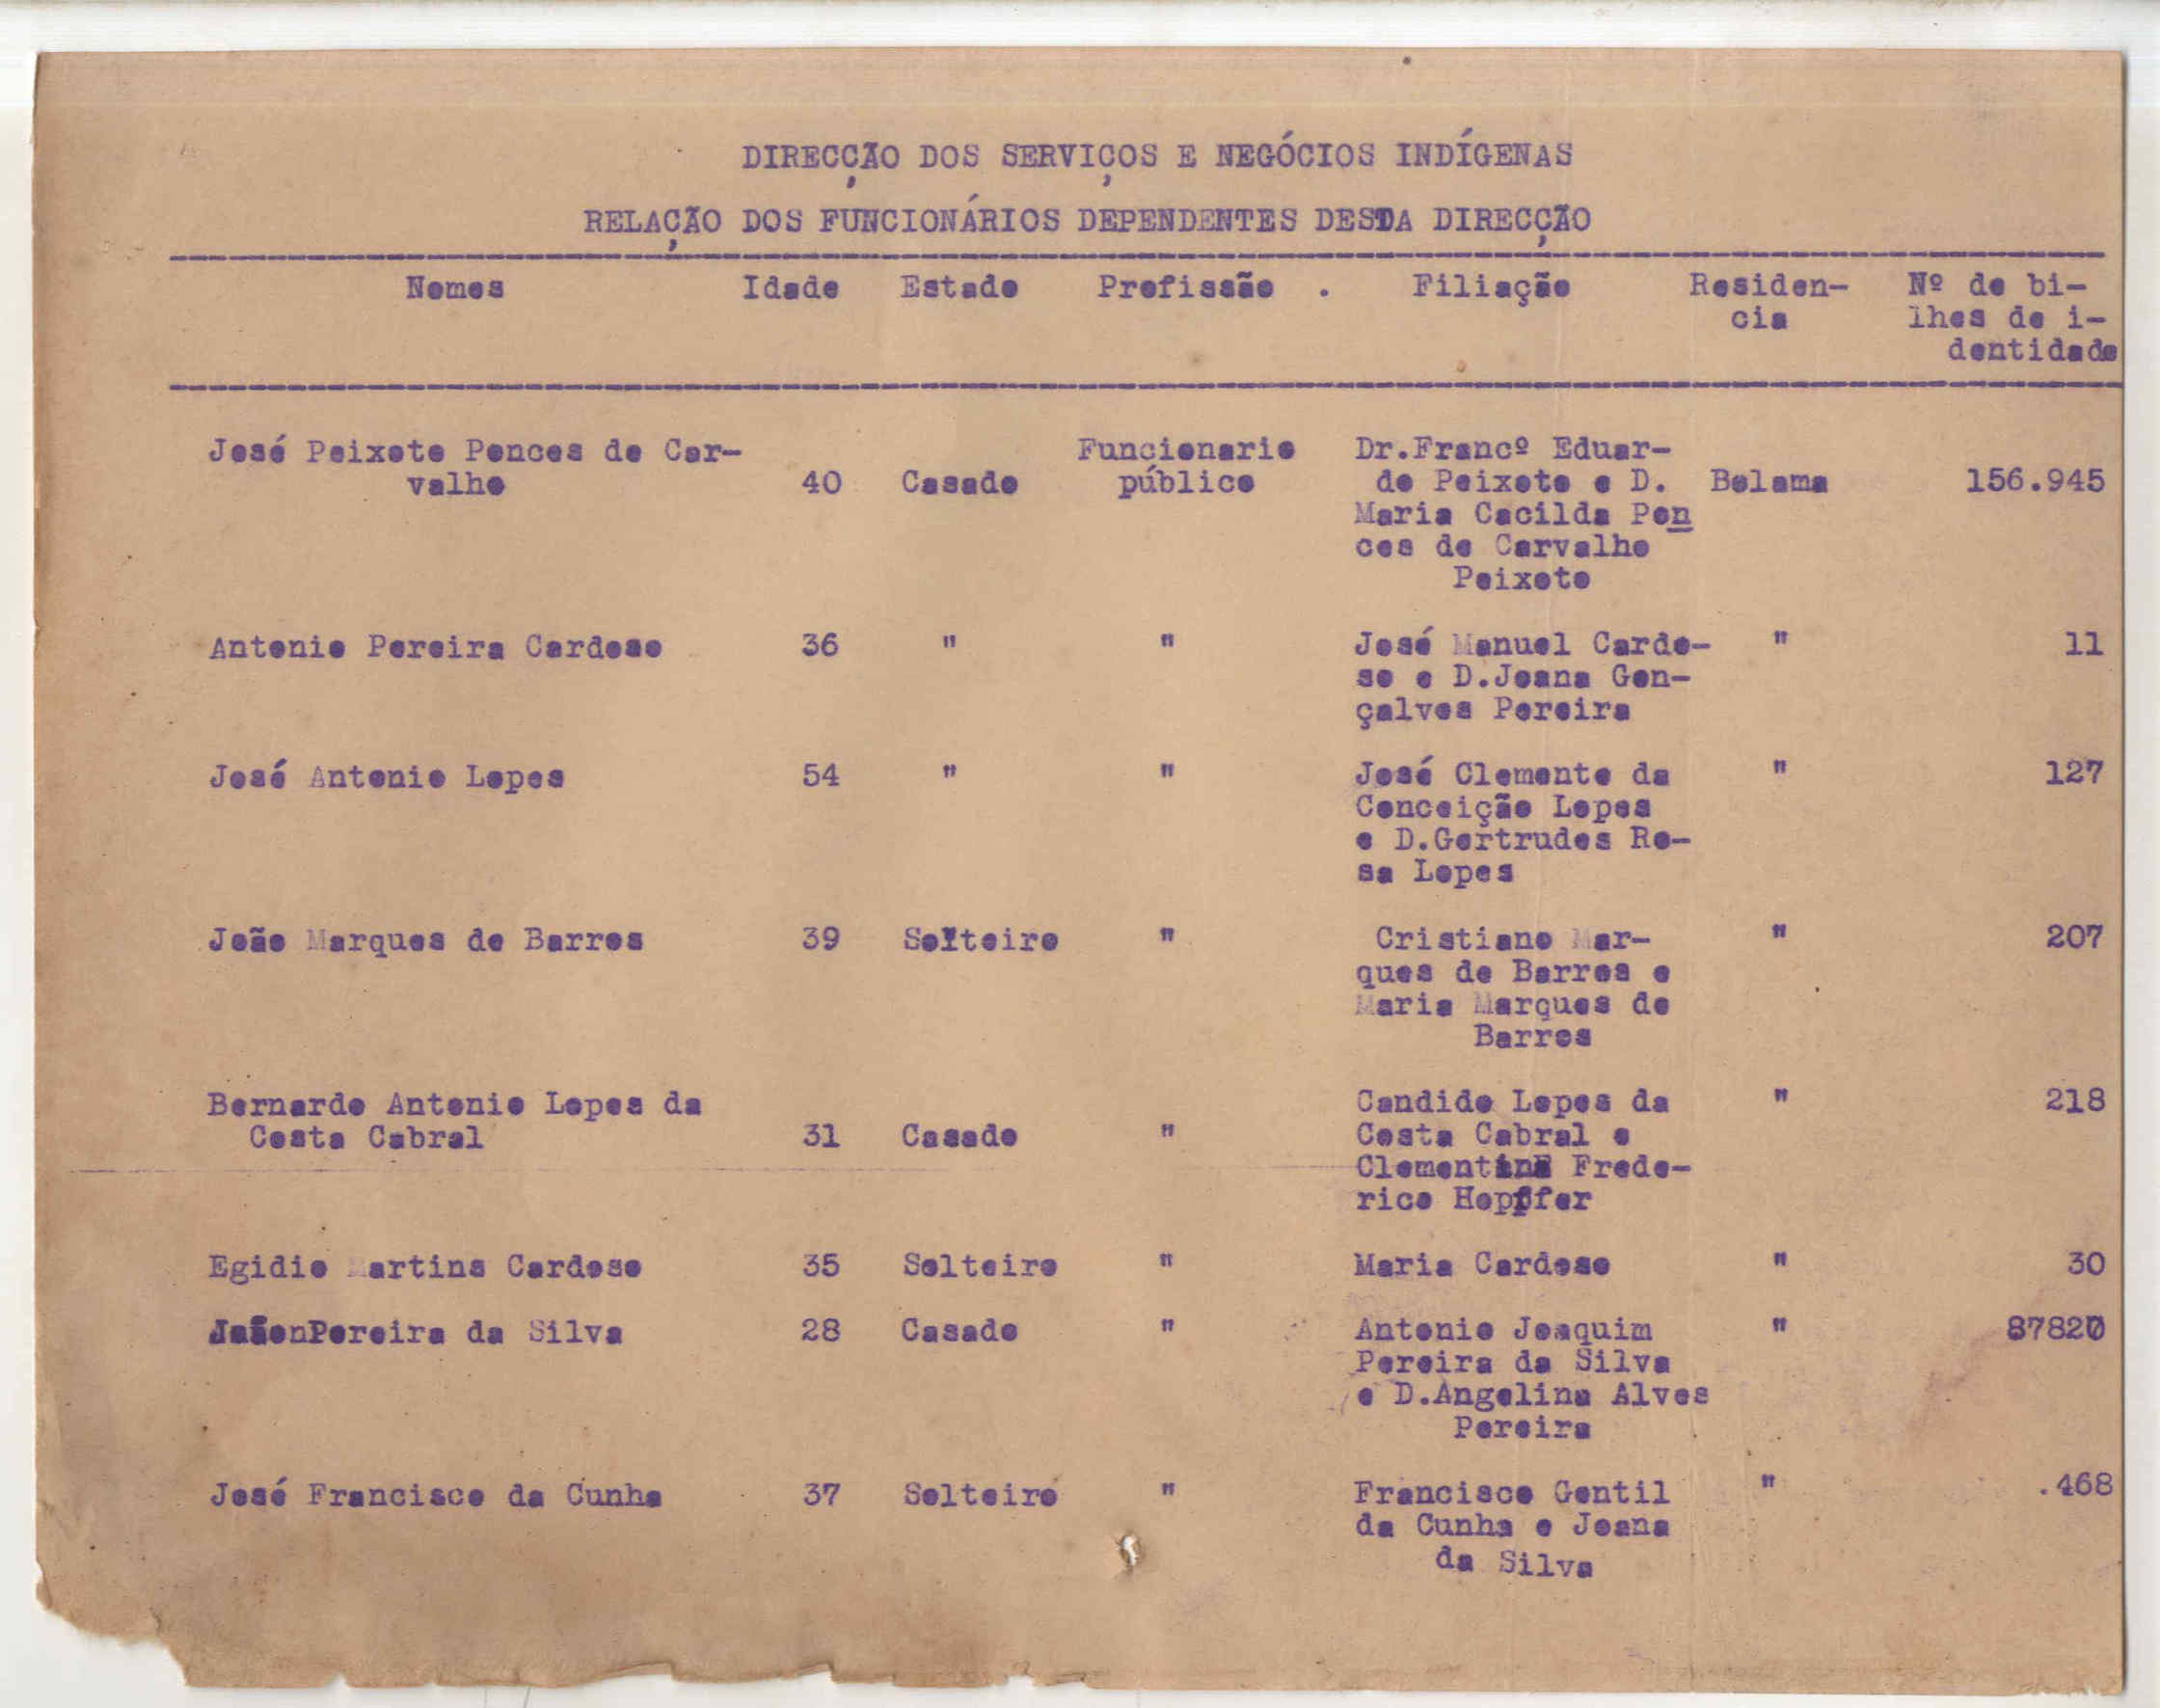 DIRECÇÃO DOS SERVIÇOS E NEGÓCIOS INDÍGENAS
RELAÇÃO DOS FUNCIONÁRIOS DEPENDENTES DESTA DIRECÇÃO
Nomes Idade Estado Profissão . Filiação Residen- Nº de bi-
cia lhes de i-
dentidade
José Peixoto Ponces de Car- Funcionario Dr.Francº Eduar-
valho 40 Casado público do Peixoto e D. Bolama 156.945
Maria Cacilda Pon
ces de Carvalho
Peixoto
Antonio Pereira Cardoso 36 " " José Manuel Cardo- " 11
so e D.Joana Gon-
çalves Pereira
José Antonio Lopes 54 " " José Clemente da " 127
Conceição Lopes
e D.Gertrudes Ro-
sa Lopes
João Marques de Barros 39 Solteiro " Cristiano Mar- " 207
ques de Barros e
Maria Marques de
Barros
Bernardo Antonio Lopes da Candido Lopes da " 218
Costa Cabral 31 Casado " Costa Cabral e
Clementina Frede-
rico Hopffer
Egidio Martins Cardoso 35 Solteiro " Maria Cardoso " 30
Pereira da Silva 28 Casado " Antonio Joaquim " 87820
Pereira da Silva
e D.Angelina Alves
Pereira
José Francisco da Cunha 37 Solteiro " Francisco Gentil " .468
da Cunha e Joana
da Silva